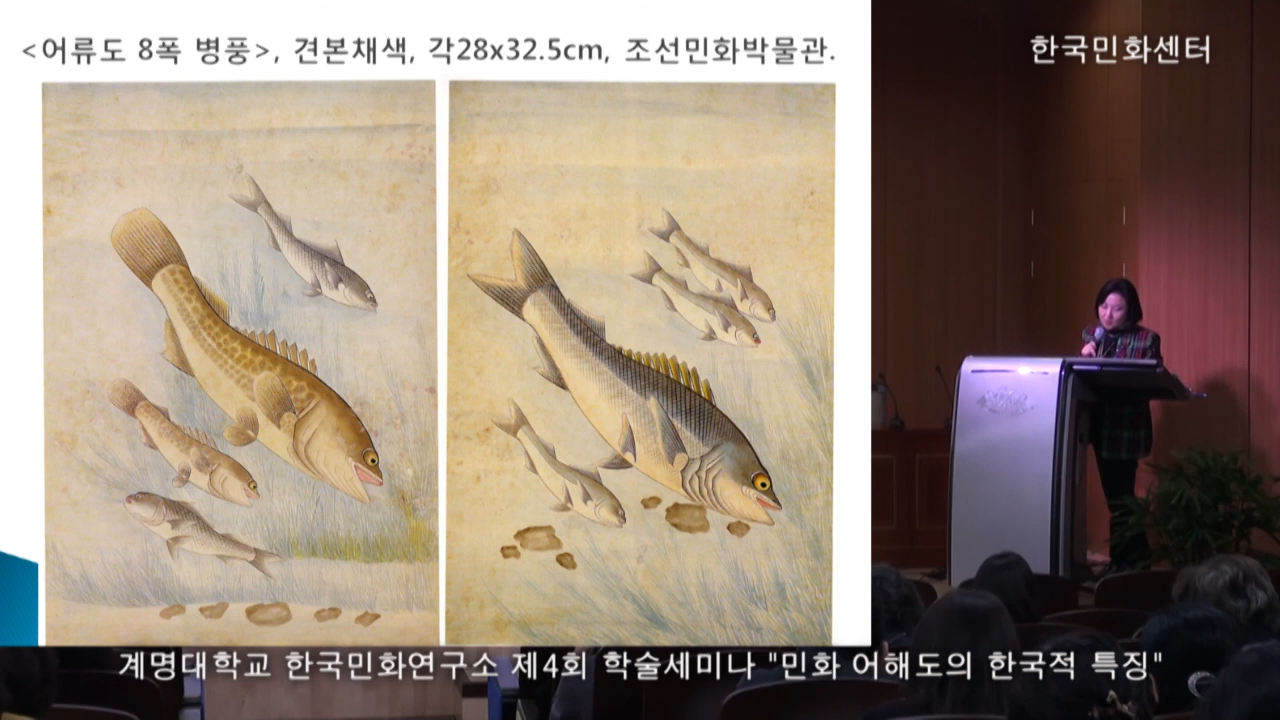 <어류도 8폭 병풍>, 견본채색, 각28x32.5cm, 조선민화박물관.
한국민화센터
계명대학교 한국민화연구소 제4회 학술세미나 "민화 어해도의 한국적 특징"